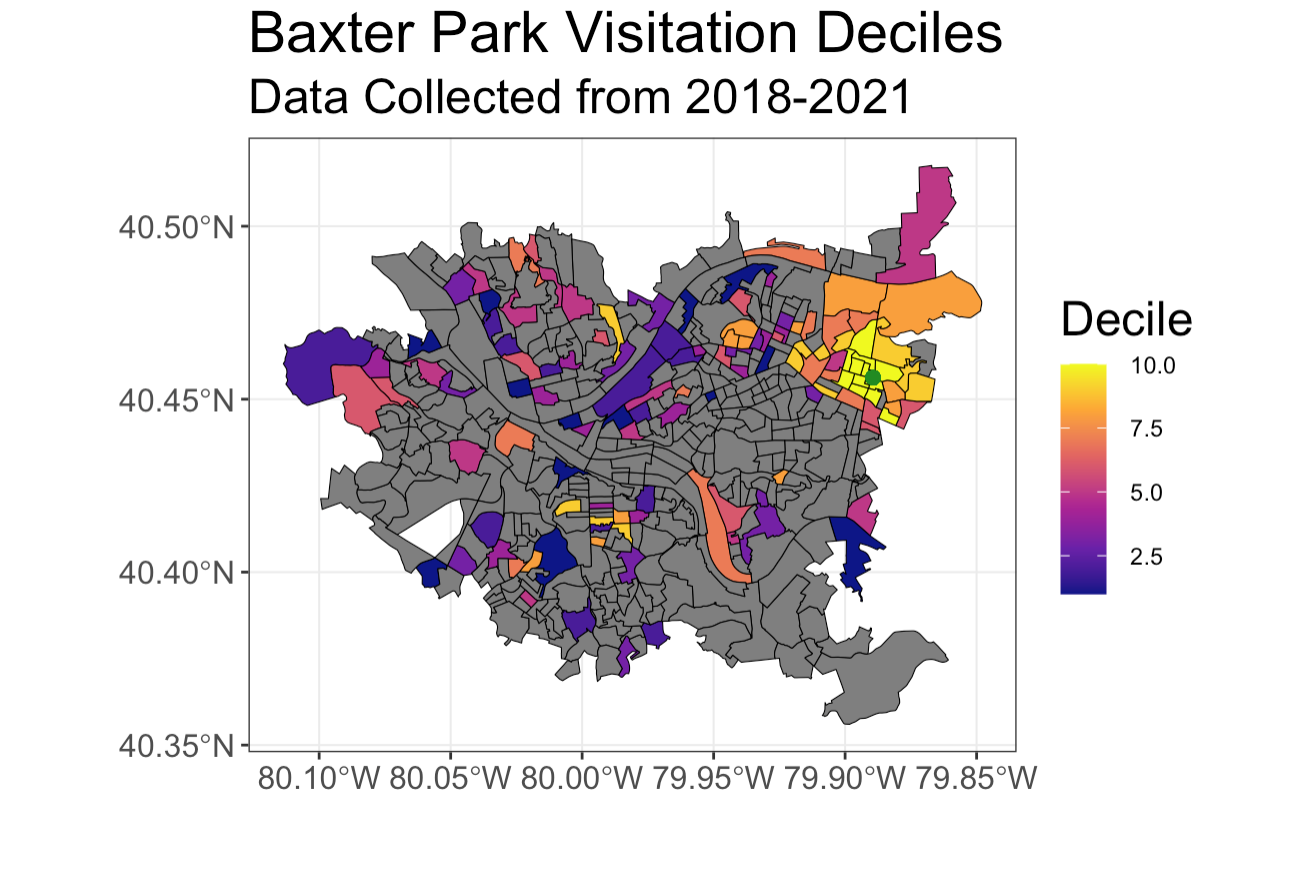 Baxter Park Visitation Deciles
Data Collected from 2018-2021
40.50°N
40.45°N
40.40°N
40.35°N
80.10°W 80.05°W 80.00°W 79.95°W 79.90°W 79.85°W
Decile
10.0
7.5
5.0
2.5